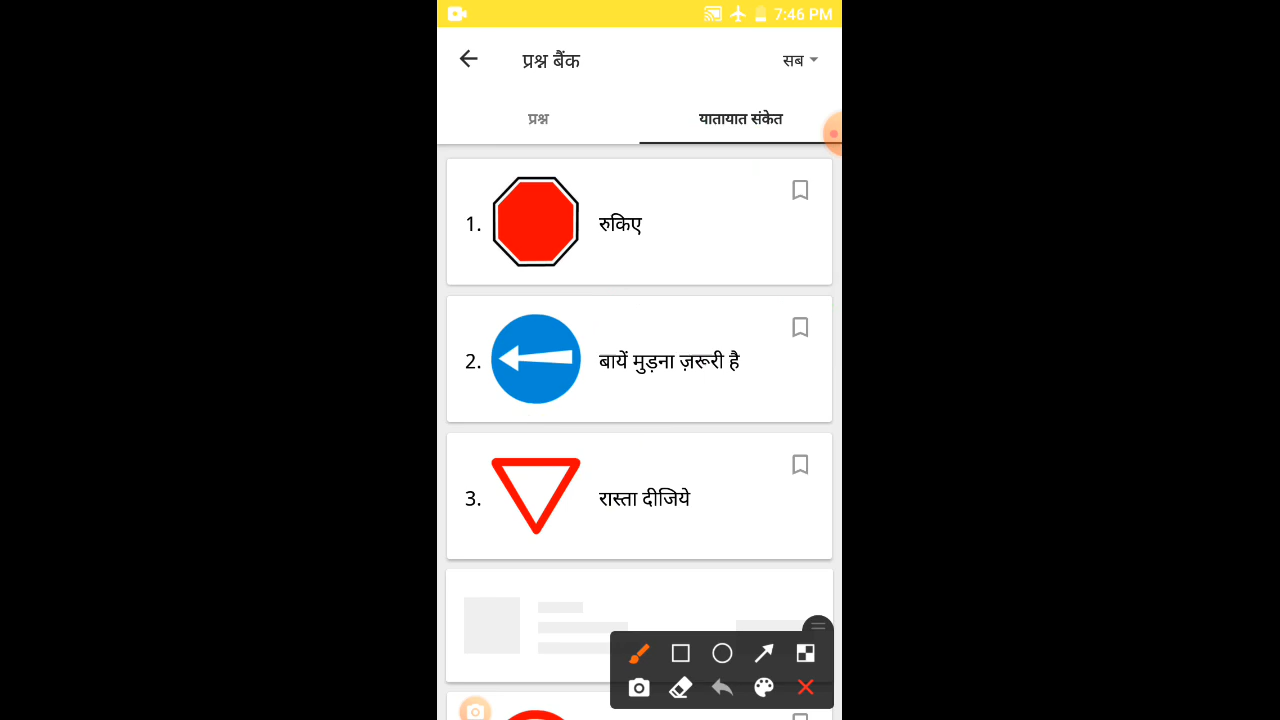 7:46 PM
प्रश्न बैंक
सब
प्रश्न
यातायात संकेत
1. रुकिए
2. बायें मुड़ना ज़रूरी है
3. रास्ता दीजिये